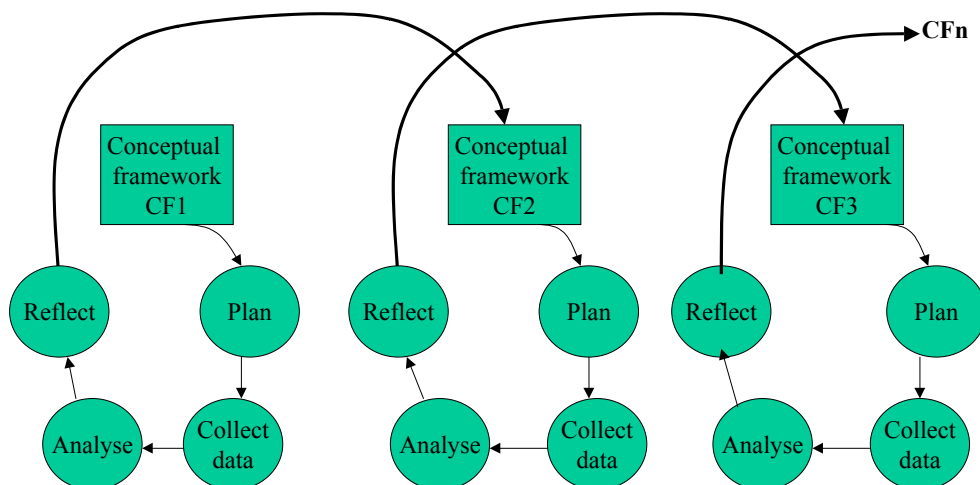 CFn
Conceptual
framework
CF1
Conceptual
framework
CF2
Conceptual
framework
CF3
Reflect
Plan
Reflect
Plan
Reflect
Plan
Analyse
Collect
data
Analyse
Collect
data
Analyse
Collect
data